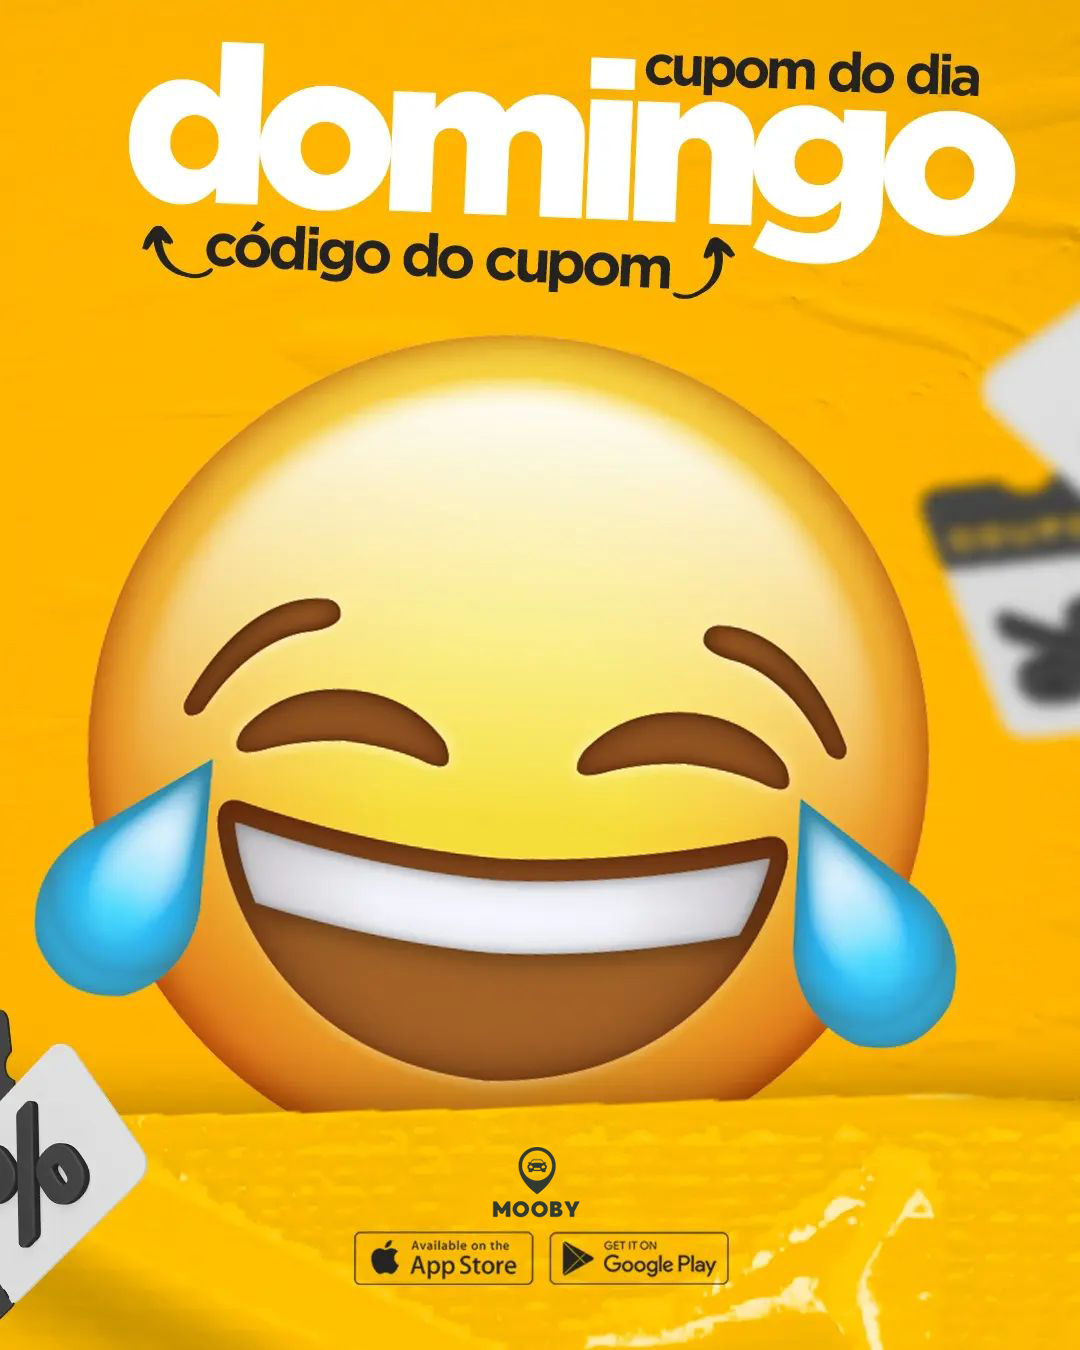 cupom do dia
domingo
código do cupom
%
MOOBY
Available on the
App Store
GET IT ON
Google Play